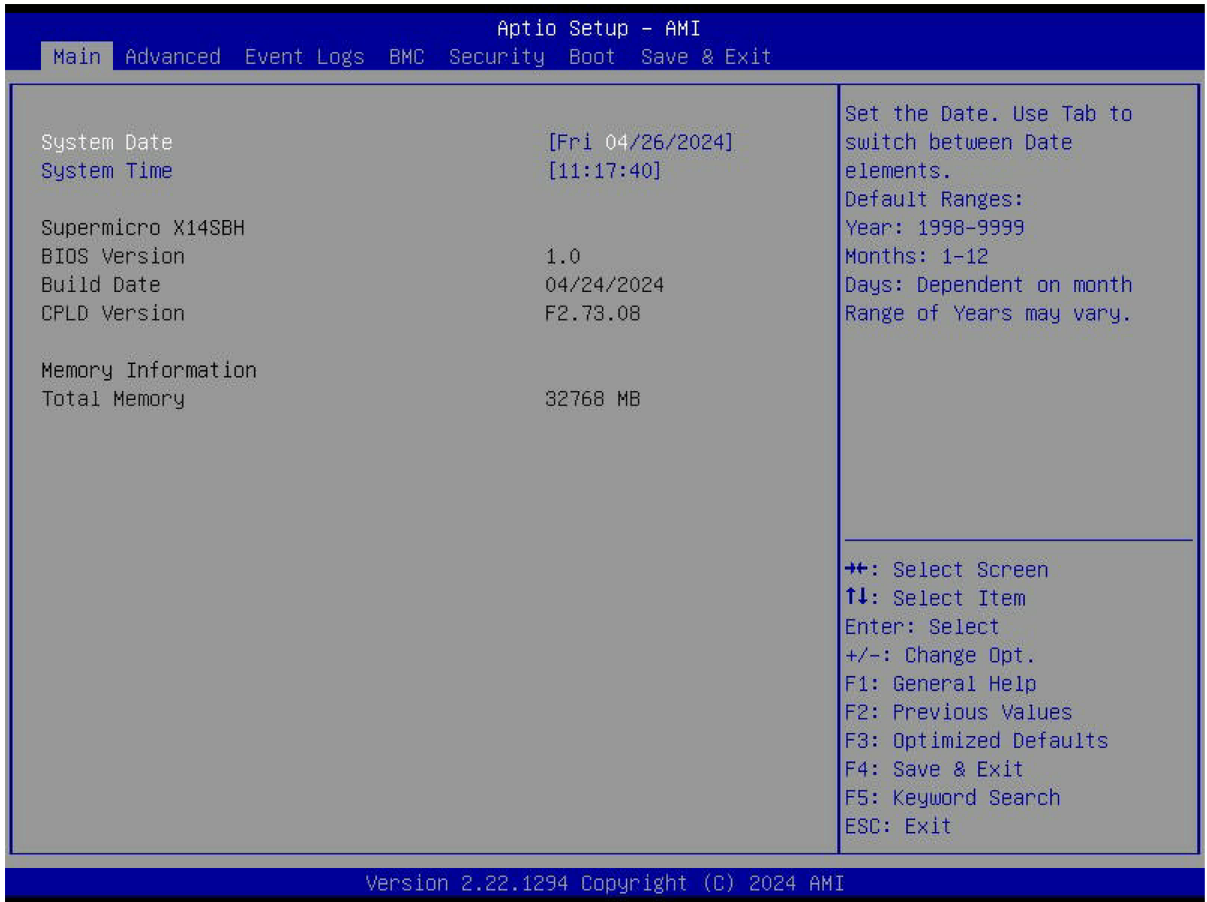 Aptio Setup – AMI
Main Advanced Event Logs BMC Security Boot Save & Exit
System Date [Fri 04/26/2024]
System Time [11:17:40]
Supermicro X14SBH
BIOS Version 1.0
Build Date 04/24/2024
CPLD Version F2.73.08
Memory Information
Total Memory 32768 MB
Set the Date. Use Tab to
switch between Date
elements.
Default Ranges:
Year: 1998-9999
Months: 1-12
Days: Dependent on month
Range of Years may vary.
→←: Select Screen
↑↓: Select Item
Enter: Select
+/-: Change Opt.
F1: General Help
F2: Previous Values
F3: Optimized Defaults
F4: Save & Exit
F5: Keyword Search
ESC: Exit
Version 2.22.1294 Copyright (C) 2024 AMI